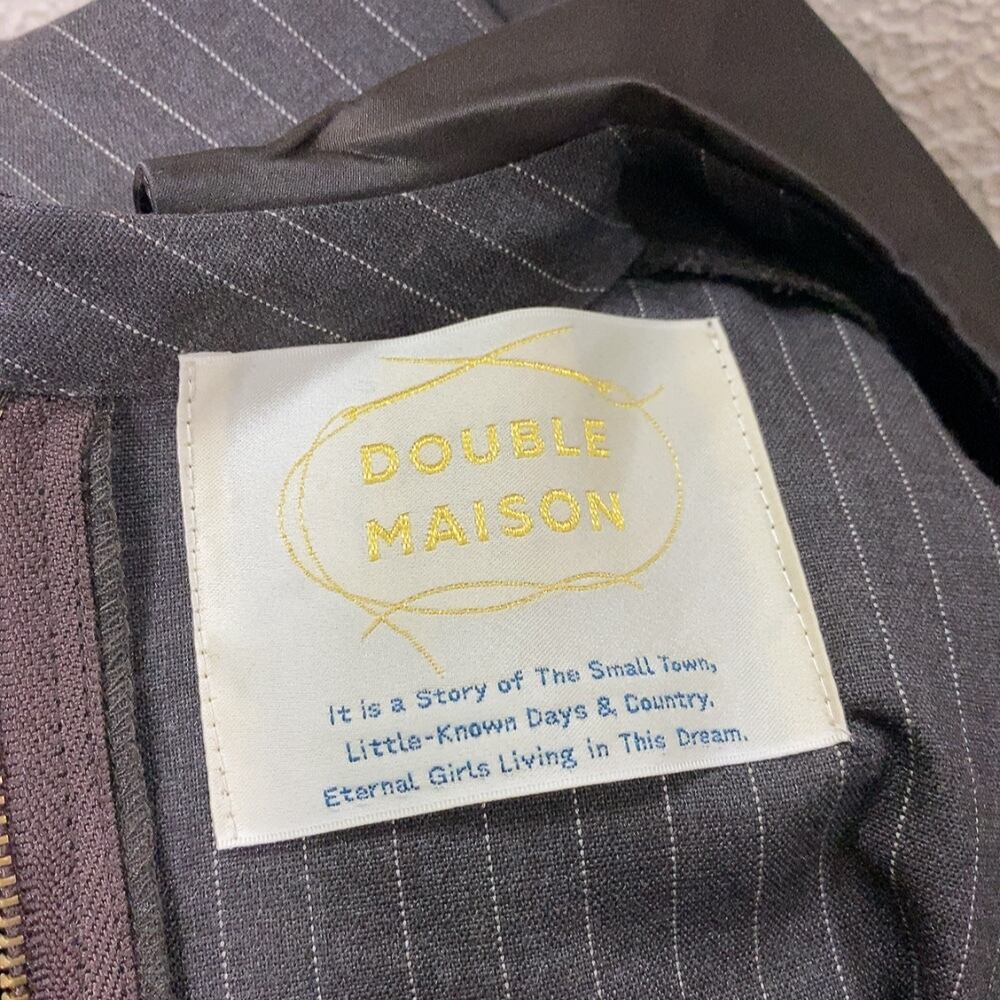 DOUBLE
MAISON
It is a Story of The Small Town,
Little-Known Days & Country.
Eternal Girls Living in This Dream.